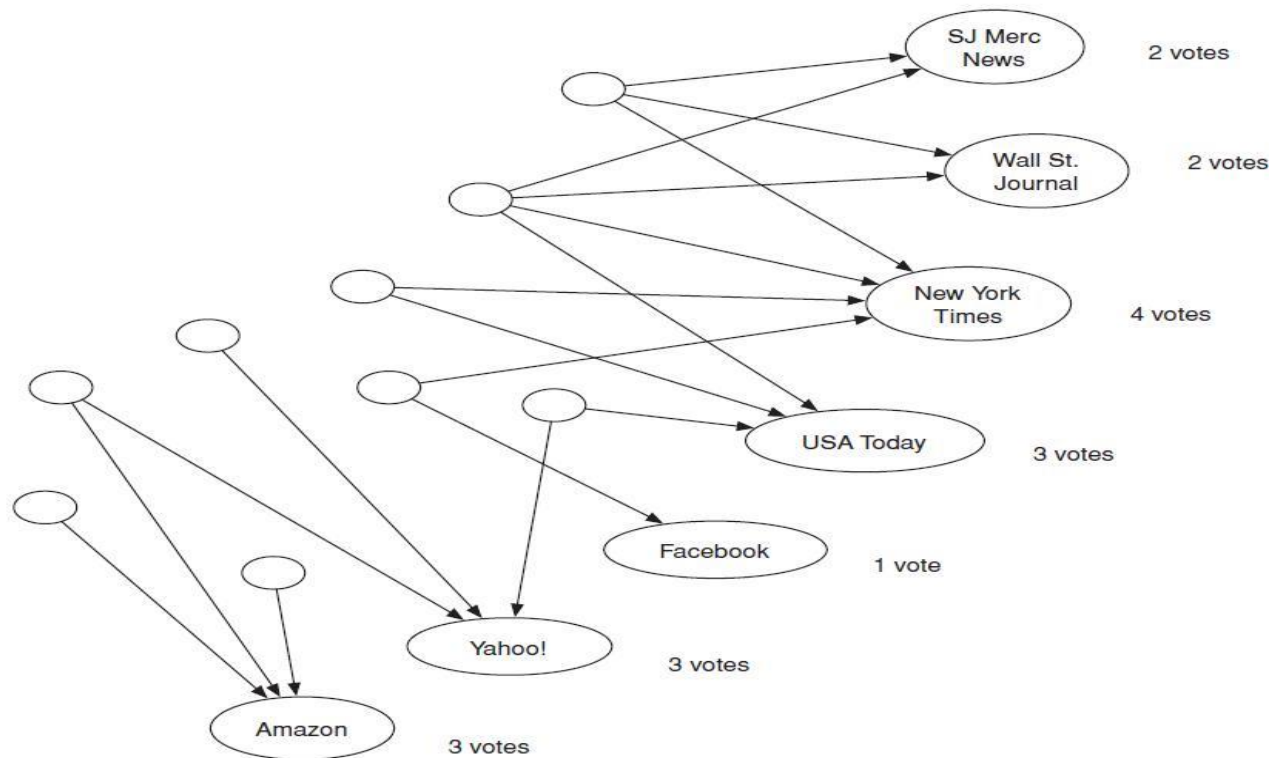 SJ Merc
News
2 votes
Wall St.
Journal
2 votes
New York
Times
4 votes
USA Today
3 votes
Facebook
1 vote
Yahoo!
3 votes
Amazon
3 votes